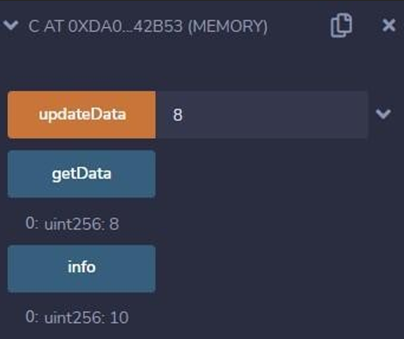 C AT 0XDA0...42B53 (MEMORY)
updateData 8
getData
0: uint256: 8
info
0: uint256: 10